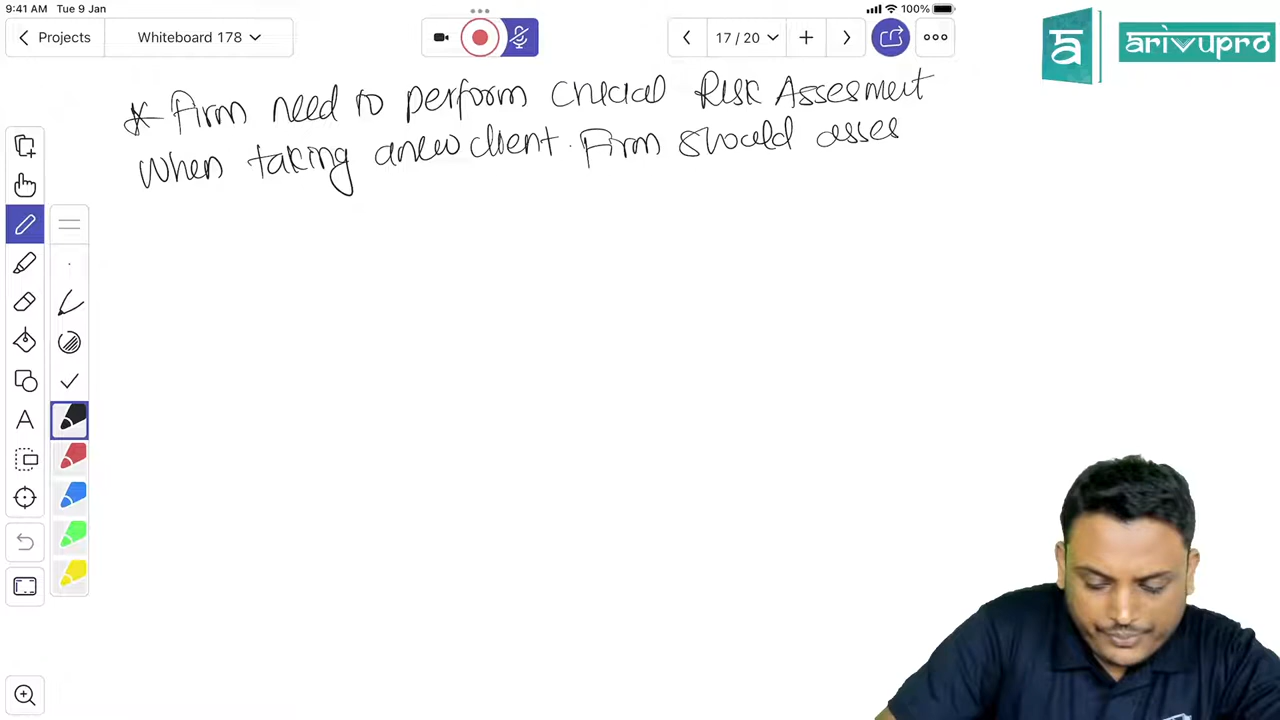 9:41 AM Tue 9 Jan
100%
Projects
Whiteboard 178
17 / 20
a
arivupro
* Firm need to perform crucial Risk Assesment
When taking a new client. Firm should asses
A